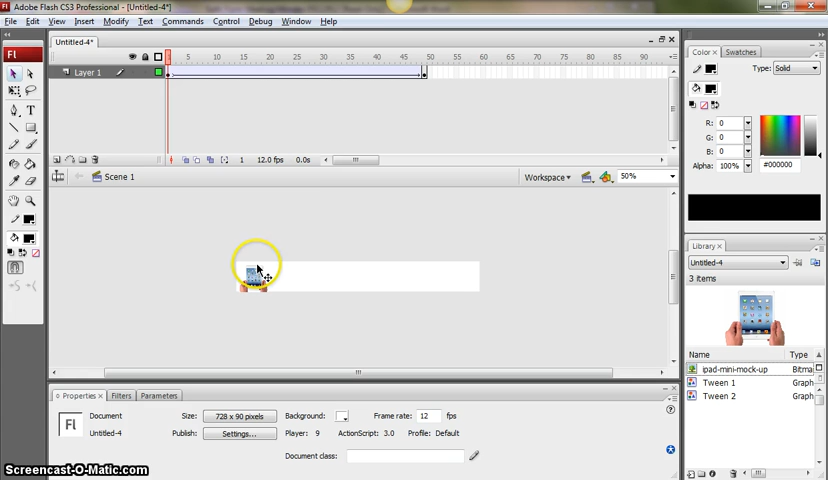 Adobe Flash CS3 Professional - [Untitled-4*]
File Edit View Insert Modify Text Commands Control Debug Window Help
Untitled-4*
5 10 15 20 25 30 35 40 45 50 55 60 65 70 75 80 85 90
Layer 1
1 12.0 fps 0.0s
Scene 1
Workspace
50%
Properties × Filters Parameters
Document
Untitled-4
Size: 728 x 90 pixels
Publish: Settings...
Background:
Frame rate: 12 fps
Player: 9 ActionScript: 3.0 Profile: Default
Document class:
Fl
Color × Swatches
Type: Solid
R: 0
G: 0
B: 0
Alpha: 100%
#000000
Library ×
Untitled-4
3 items
Name Type
ipad-mini-mock-up Bitma
Tween 1 Graph
Tween 2 Graph
Screencast-O-Matic.com